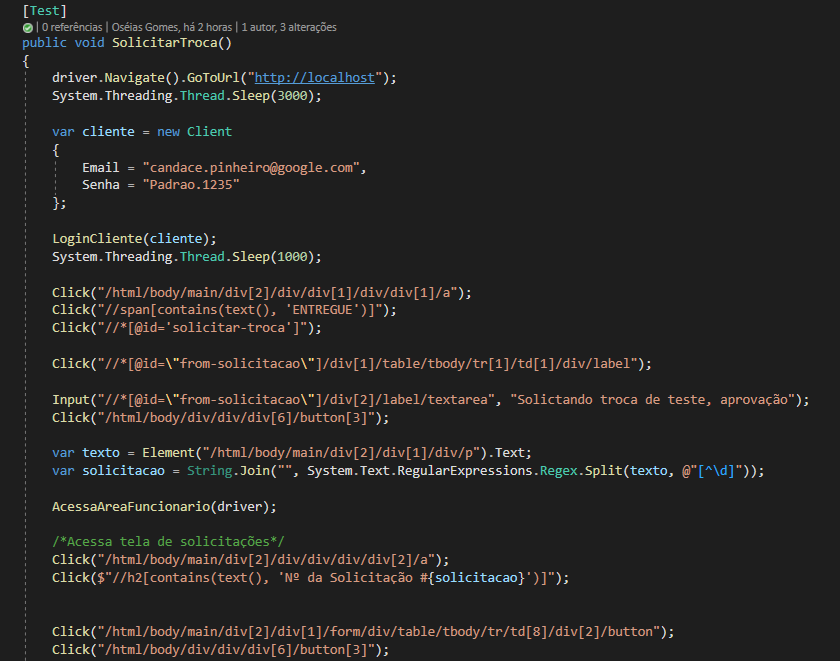 [Test]
| 0 referências | Oséias Gomes, há 2 horas | 1 autor, 3 alterações
public void SolicitarTroca()
{
driver.Navigate().GoToUrl("http://localhost");
System.Threading.Thread.Sleep(3000);
var cliente = new Client
{
Email = "candace.pinheiro@google.com",
Senha = "Padrao.1235"
};
LoginCliente(cliente);
System.Threading.Thread.Sleep(1000);
Click("/html/body/main/div[2]/div/div[1]/div/div[1]/a");
Click("//span[contains(text(), 'ENTREGUE')]");
Click("//*[@id='solicitar-troca']");
Click("//*[@id=\"from-solicitacao\"]/div[1]/table/tbody/tr[1]/td[1]/div/label");
Input("//*[@id=\"from-solicitacao\"]/div[2]/label/textarea", "Solictando troca de teste, aprovação");
Click("/html/body/div/div/div[6]/button[3]");
var texto = Element("/html/body/main/div[2]/div[1]/div/p").Text;
var solicitacao = String.Join("", System.Text.RegularExpressions.Regex.Split(texto, @"[^\d]"));
AcessaAreaFuncionario(driver);
/*Acessa tela de solicitações*/
Click("/html/body/main/div[2]/div/div/div/div[2]/a");
Click($"//h2[contains(text(), 'Nº da Solicitação #{solicitacao}')]");
Click("/html/body/main/div[2]/div[1]/form/div/table/tbody/tr/td[8]/div[2]/button");
Click("/html/body/div/div/div[6]/button[3]");